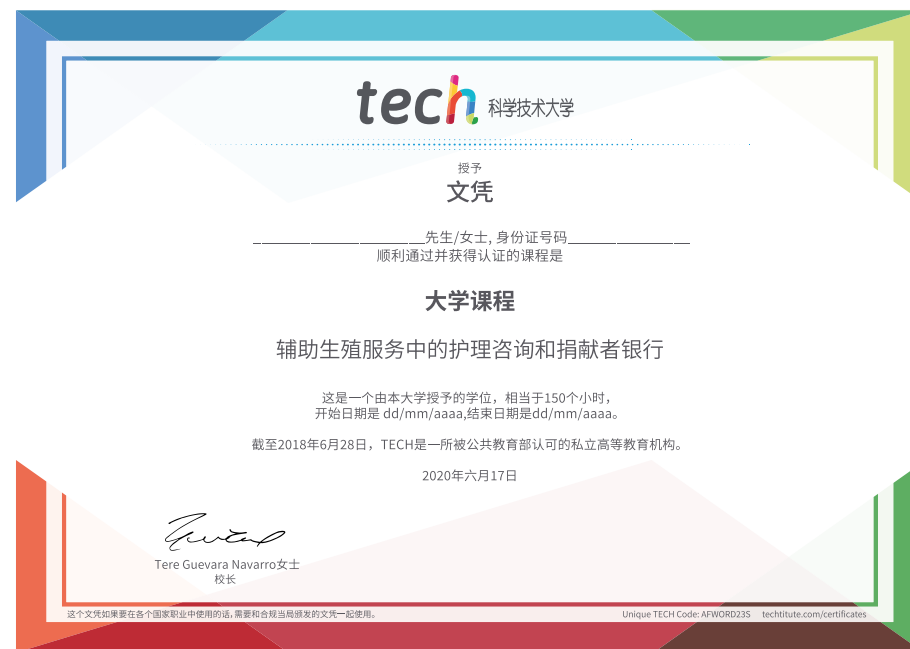 tech 科学技术大学
授予
文凭
______________________先生/女士, 身份证号码________________
顺利通过并获得认证的课程是
大学课程
辅助生殖服务中的护理咨询和捐献者银行
这是一个由本大学授予的学位，相当于150个小时，
开始日期是 dd/mm/aaaa,结束日期是dd/mm/aaaa。
截至2018年6月28日，TECH是一所被公共教育部认可的私立高等教育机构。
2020年六月17日
Tere Guevara Navarro女士
校长
这个文凭如果要在各个国家职业中使用的话,需要和合规当局颁发的文凭一起使用。
Unique TECH Code: AFWORD23S techtitute.com/certificates